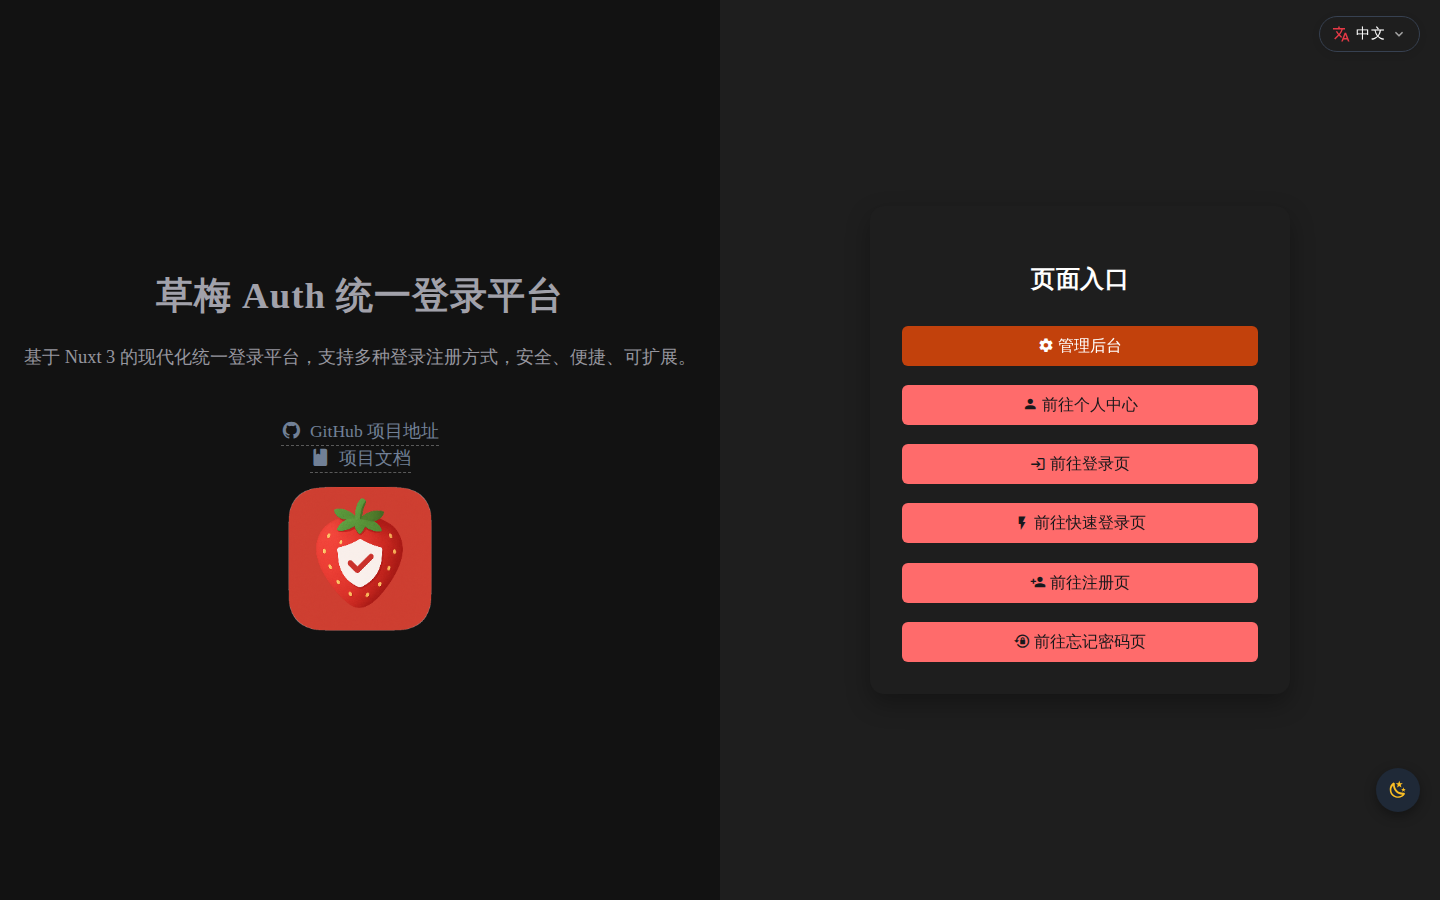 中文
草梅 Auth 统一登录平台
基于 Nuxt 3 的现代化统一登录平台，支持多种登录注册方式，安全、便捷、可扩展。
GitHub 项目地址
项目文档
页面入口
管理后台
前往个人中心
前往登录页
前往快速登录页
前往注册页
前往忘记密码页